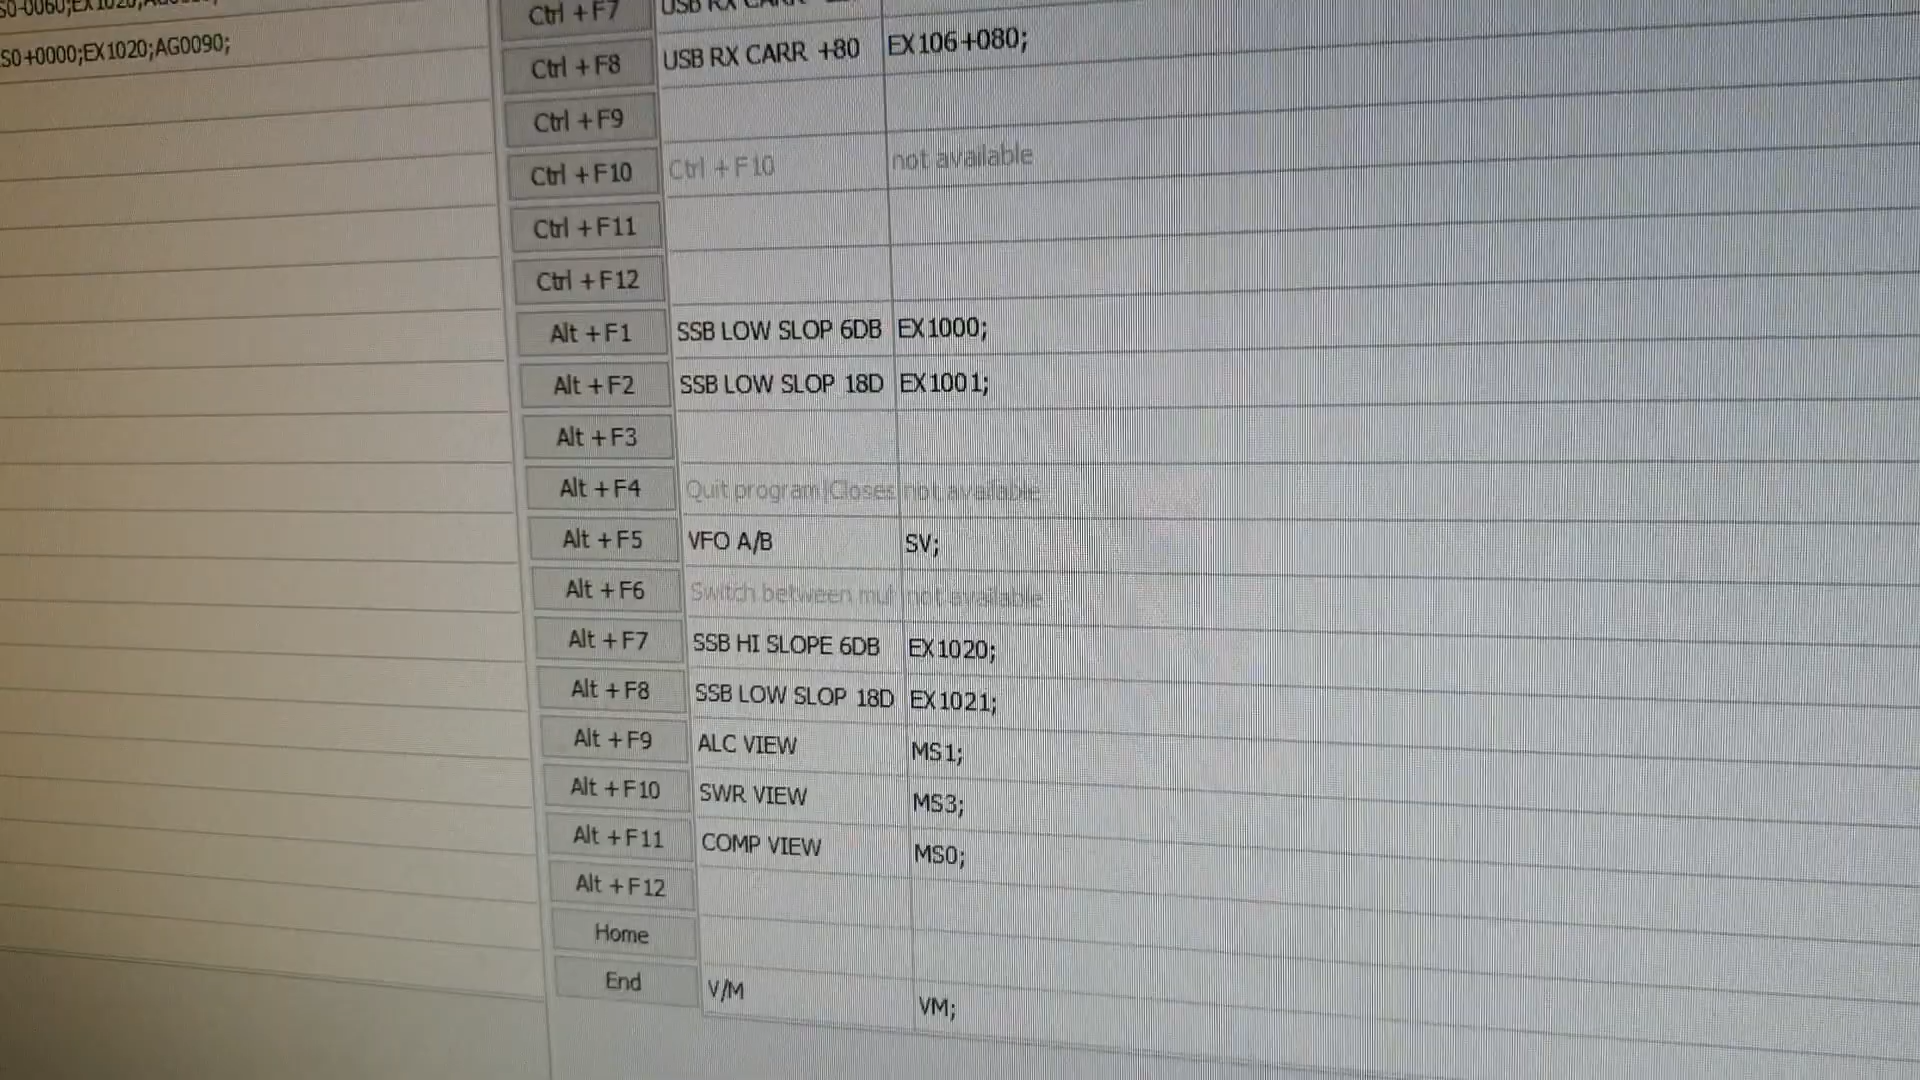 S0+0000;EX1020;AG0090;
Ctrl +F7
Ctrl +F8 USB RX CARR +80 EX106+080;
Ctrl +F9
Ctrl +F10 Ctrl +F10 not available
Ctrl +F11
Ctrl +F12
Alt +F1 SSB LOW SLOP 6DB EX1000;
Alt +F2 SSB LOW SLOP 18D EX1001;
Alt +F3
Alt +F4 Quit program|Closes not available
Alt +F5 VFO A/B SV;
Alt +F6 Switch between mul not available
Alt +F7 SSB HI SLOPE 6DB EX1020;
Alt +F8 SSB LOW SLOP 18D EX1021;
Alt +F9 ALC VIEW MS1;
Alt +F10 SWR VIEW MS3;
Alt +F11 COMP VIEW MS0;
Alt +F12
Home
End V/M VM;